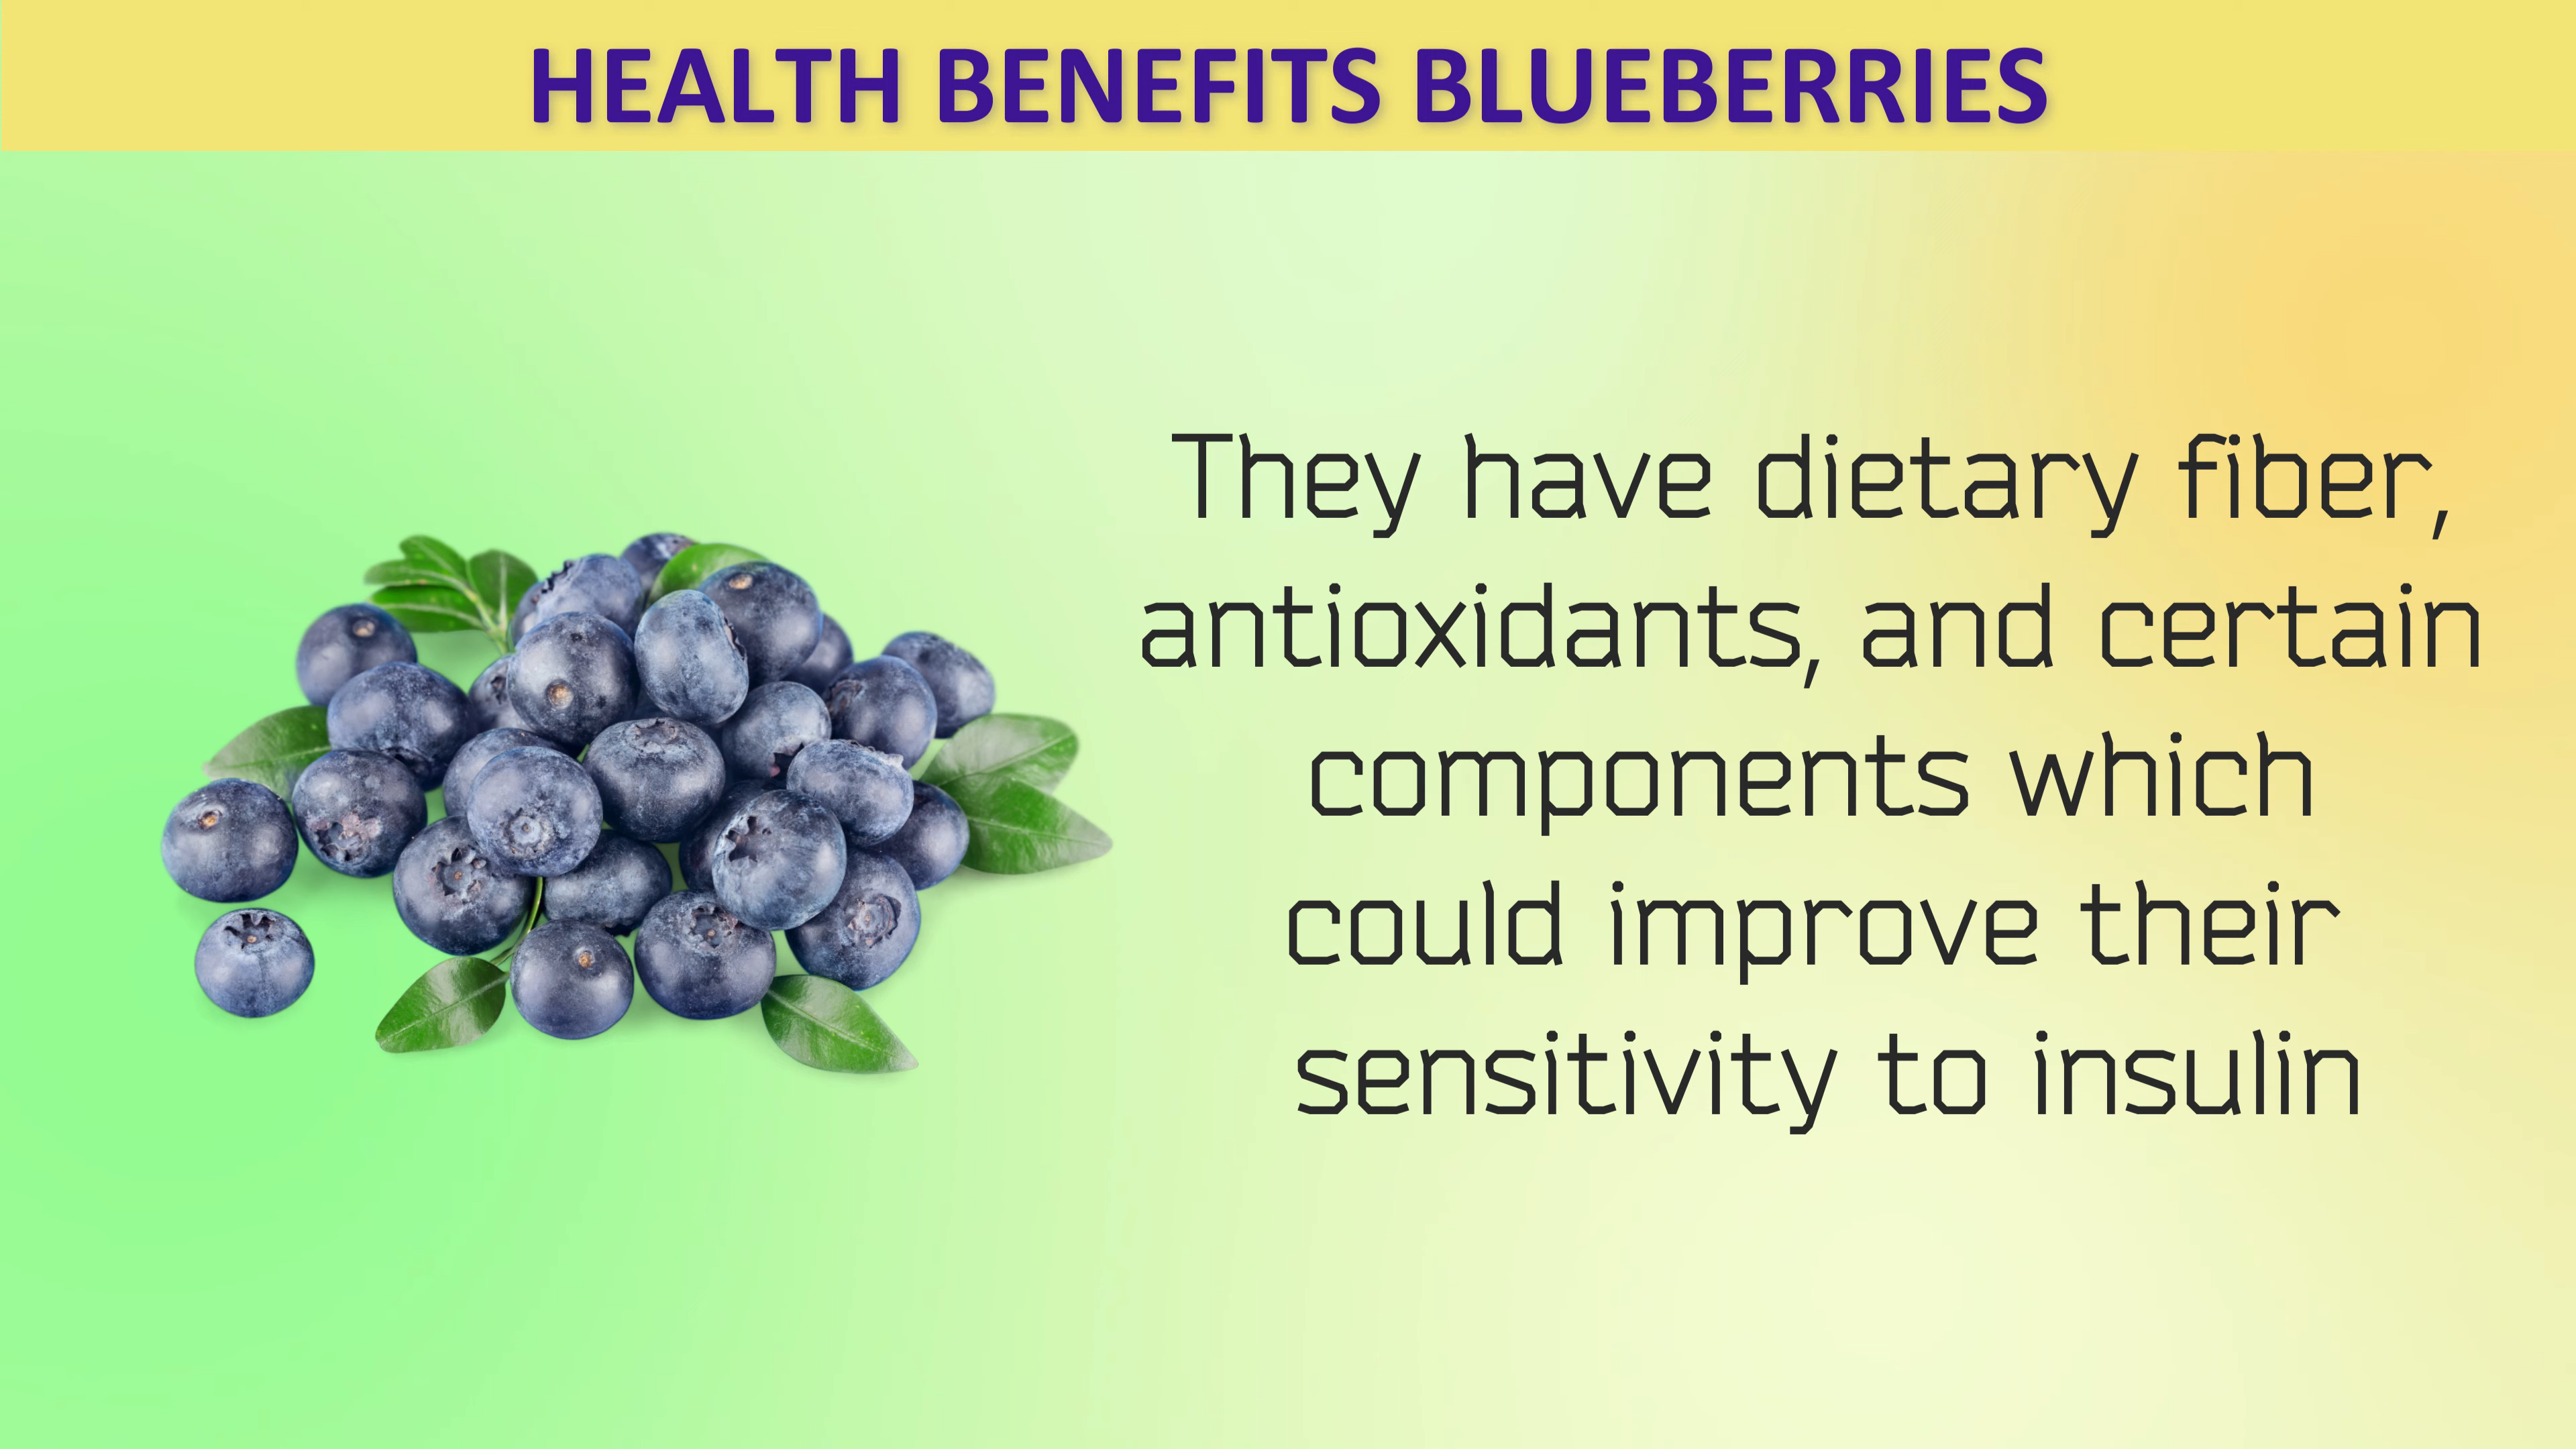 HEALTH BENEFITS BLUEBERRIES
They have dietary fiber,
antioxidants, and certain
components which
could improve their
sensitivity to insulin